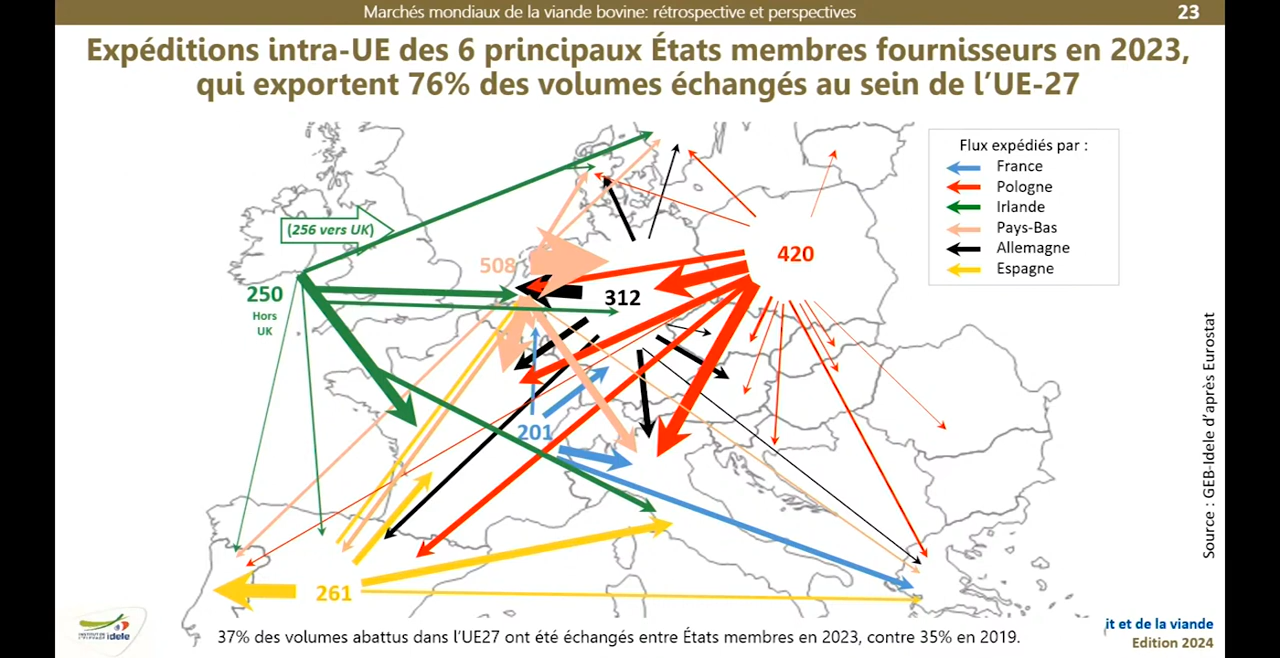 Marchés mondiaux de la viande bovine: rétrospective et perspectives
23
Expéditions intra-UE des 6 principaux États membres fournisseurs en 2023,
qui exportent 76% des volumes échangés au sein de l'UE-27
Flux expédiés par :
France
Pologne
Irlande
Pays-Bas
Allemagne
Espagne
(256 vers UK)
508
420
250
Hors
UK
312
201
261
Source : GEB-Idele d'après Eurostat
idele
37% des volumes abattus dans l'UE27 ont été échangés entre États membres en 2023, contre 35% en 2019.
it et de la viande
Edition 2024